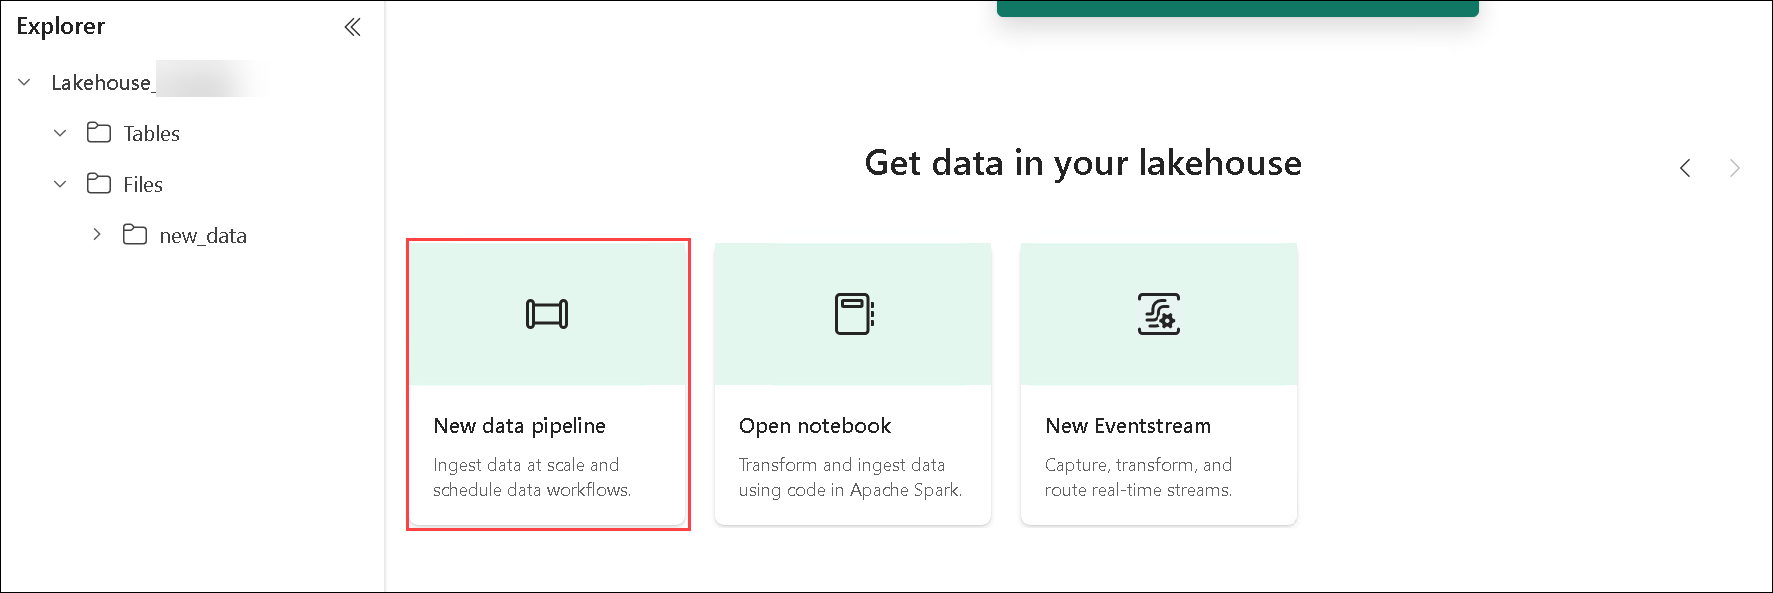 Explorer
Lakehouse_
Tables
Files
new_data
Get data in your lakehouse
New data pipeline
Ingest data at scale and
schedule data workflows.
Open notebook
Transform and ingest data
using code in Apache Spark.
New Eventstream
Capture, transform, and
route real-time streams.